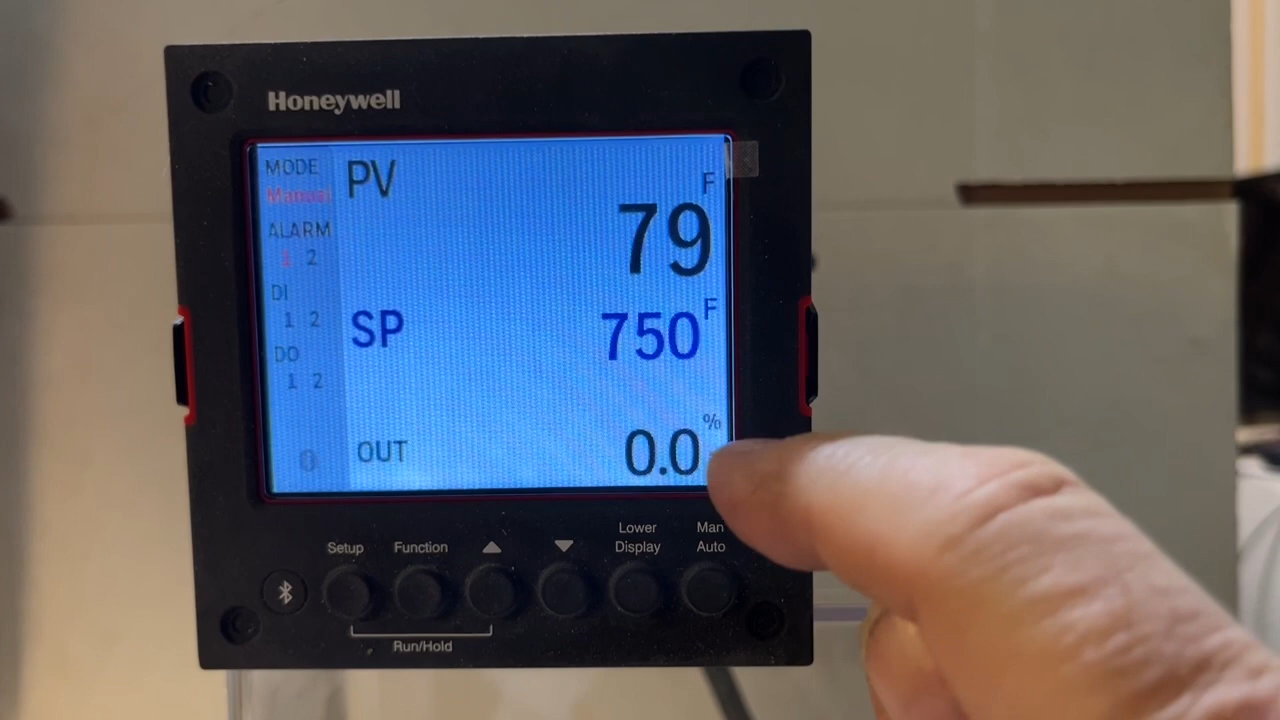 Honeywell
MODE
Manual
PV
F
79
ALARM
1 2
DI
1 2
SP
750
F
DO
1 2
OUT
0.0
%
0
Setup
Function
Lower
Display
Man
Auto
Run/Hold